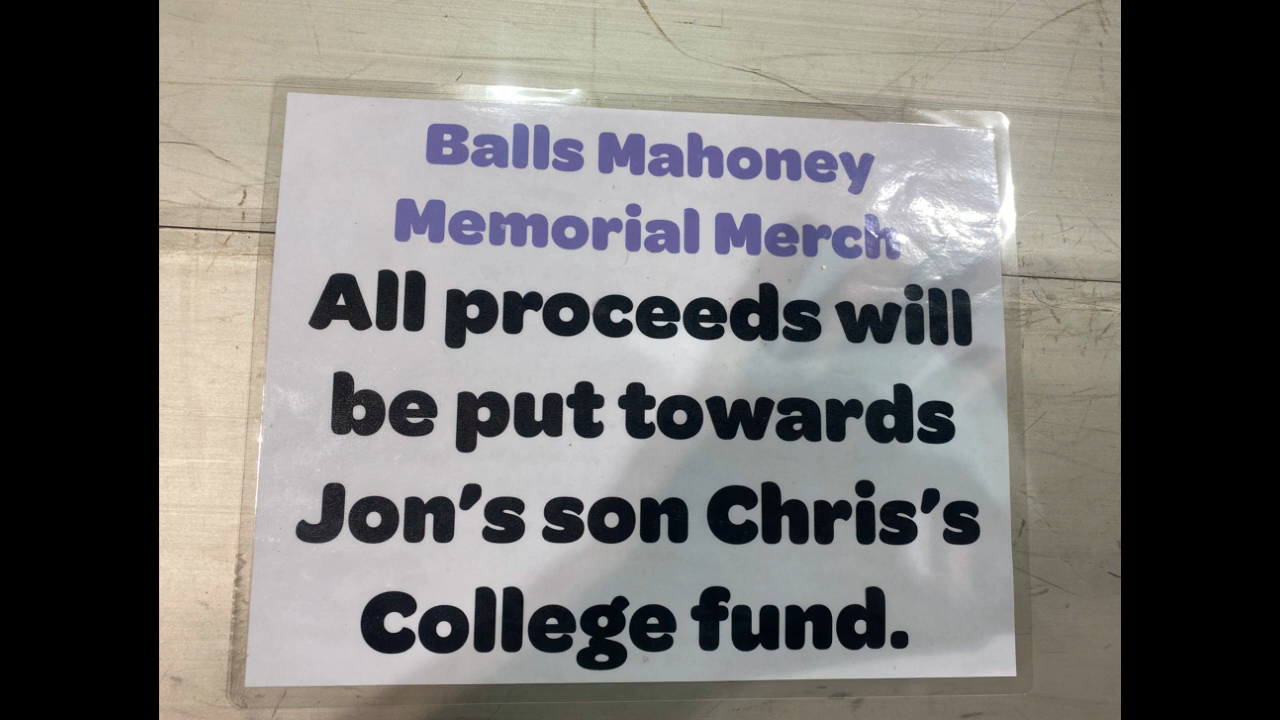 Balls Mahoney
Memorial Merch
All proceeds will
be put towards
Jon's son Chris's
College fund.